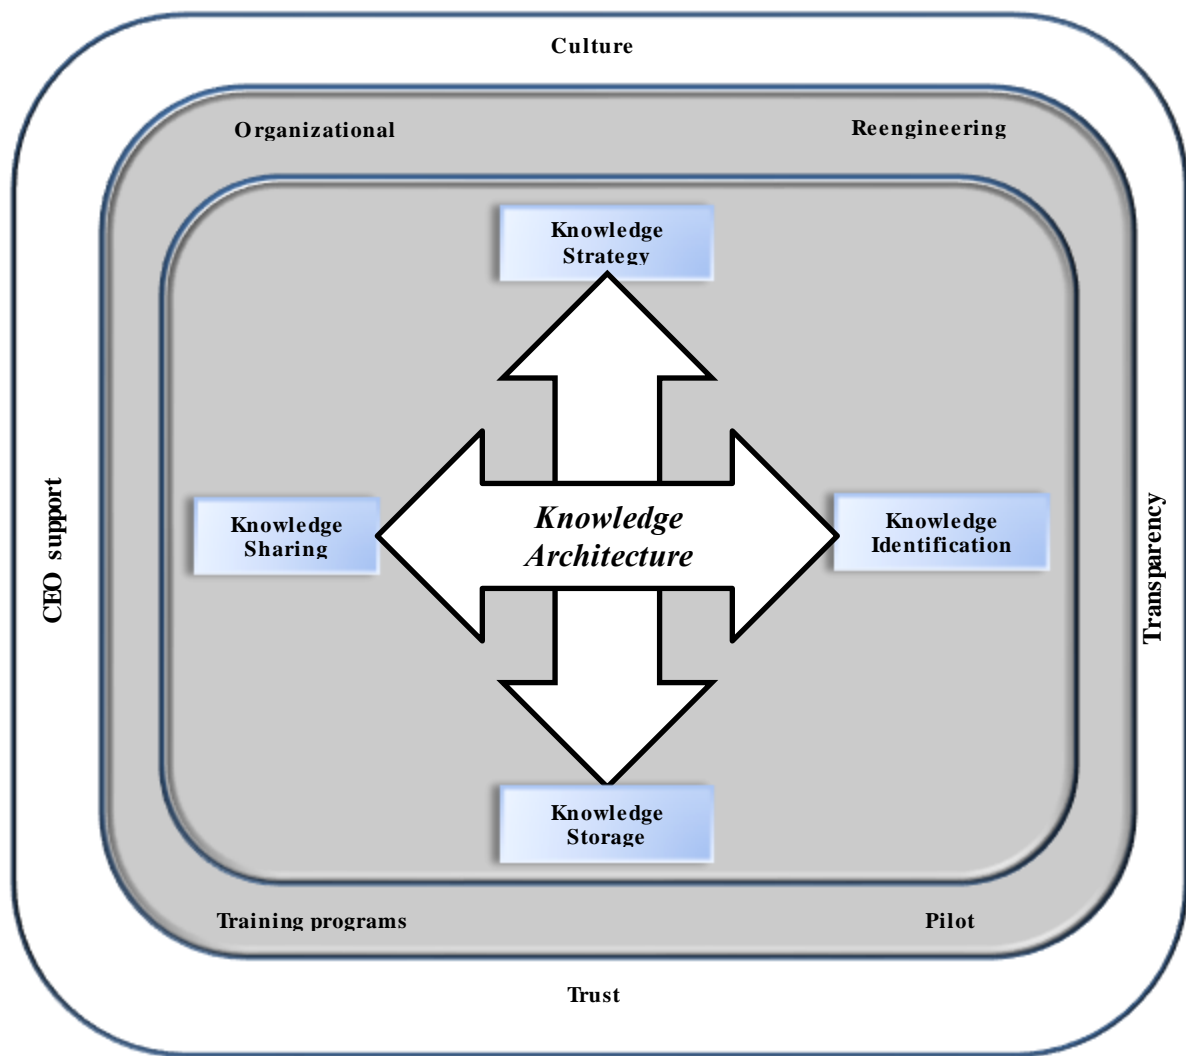 Culture
Organizational
Reengineering
Knowledge
Strategy
CEO support
Knowledge
Sharing
Knowledge
Architecture
Knowledge
Identification
Transparency
Knowledge
Storage
Training programs
Pilot
Trust